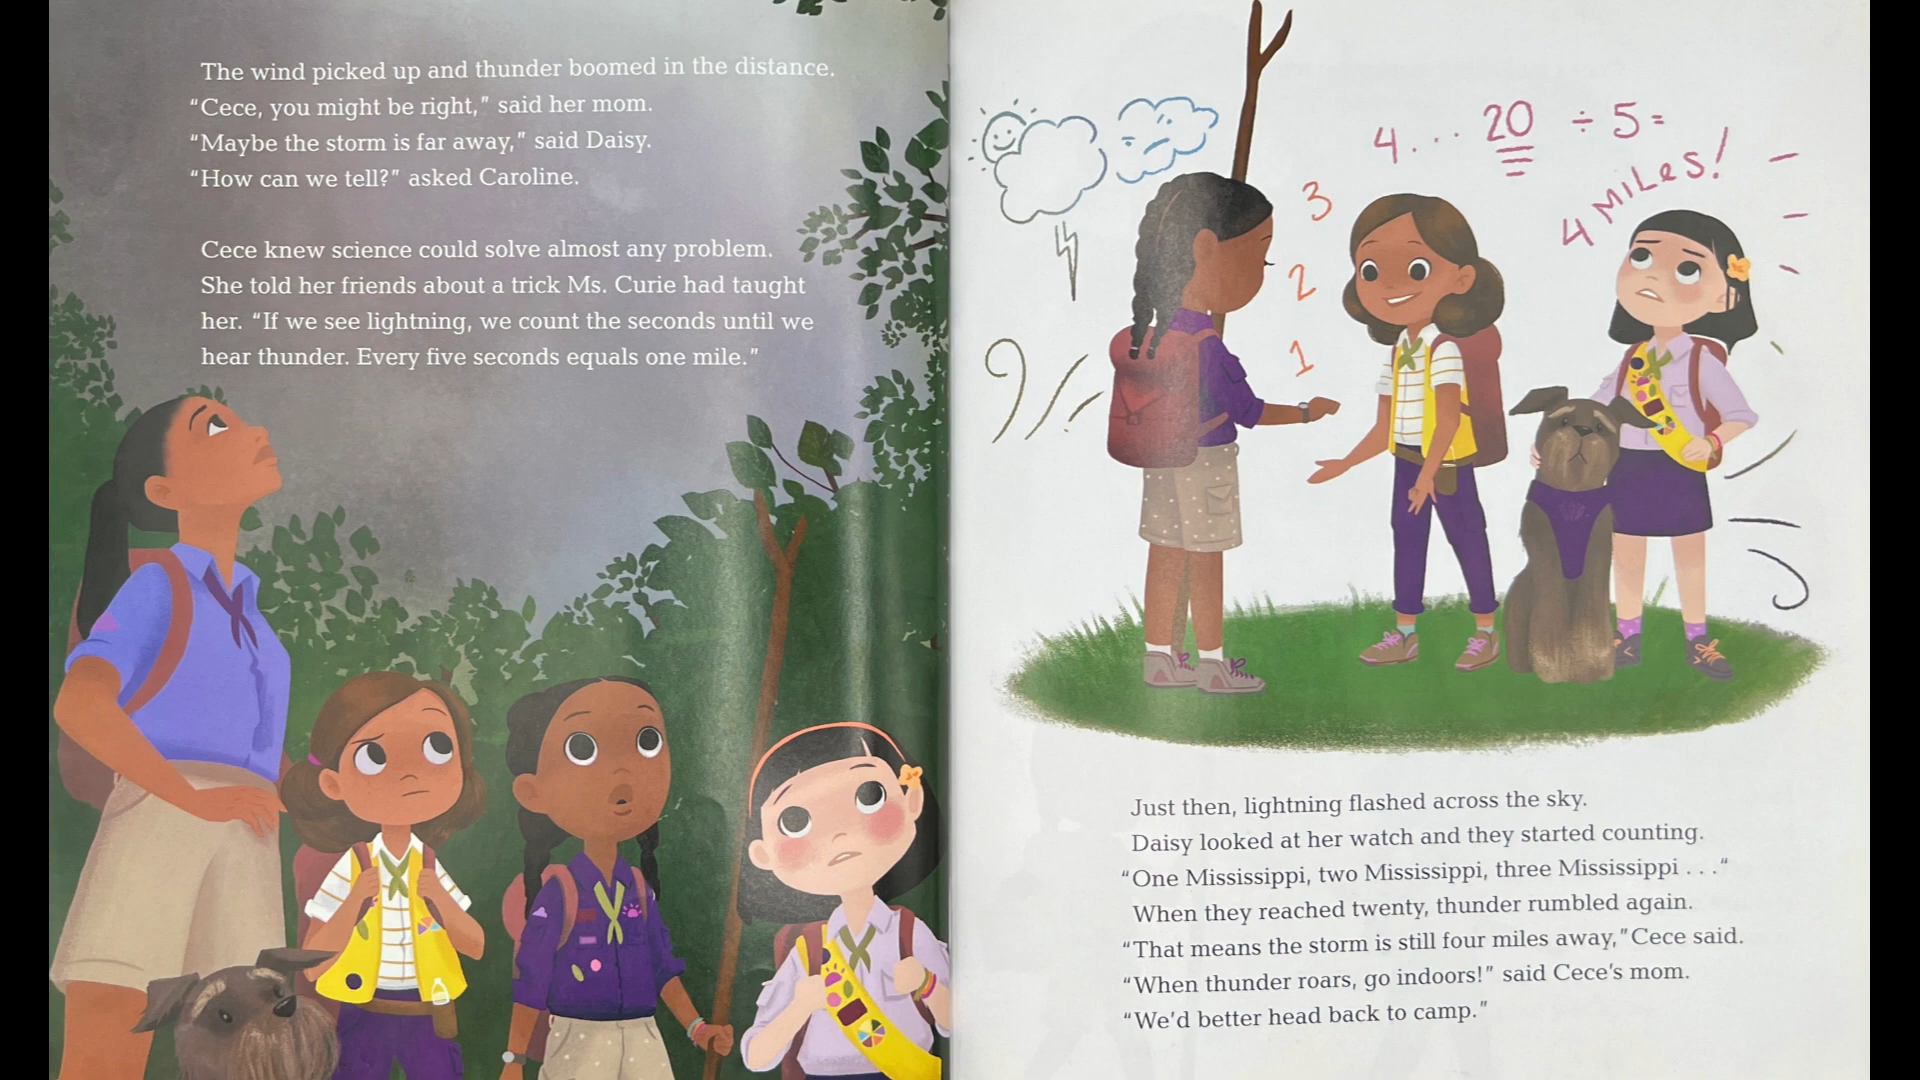 The wind picked up and thunder boomed in the distance.
“Cece, you might be right,” said her mom.
“Maybe the storm is far away,” said Daisy.
“How can we tell?” asked Caroline.
Cece knew science could solve almost any problem.
She told her friends about a trick Ms. Curie had taught
her. “If we see lightning, we count the seconds until we
hear thunder. Every five seconds equals one mile.”
4... 20 ÷ 5 =
4 MILES!
3
2
1
Just then, lightning flashed across the sky.
Daisy looked at her watch and they started counting.
“One Mississippi, two Mississippi, three Mississippi . . .“
When they reached twenty, thunder rumbled again.
“That means the storm is still four miles away,” Cece said.
“When thunder roars, go indoors!” said Cece’s mom.
“We’d better head back to camp.”